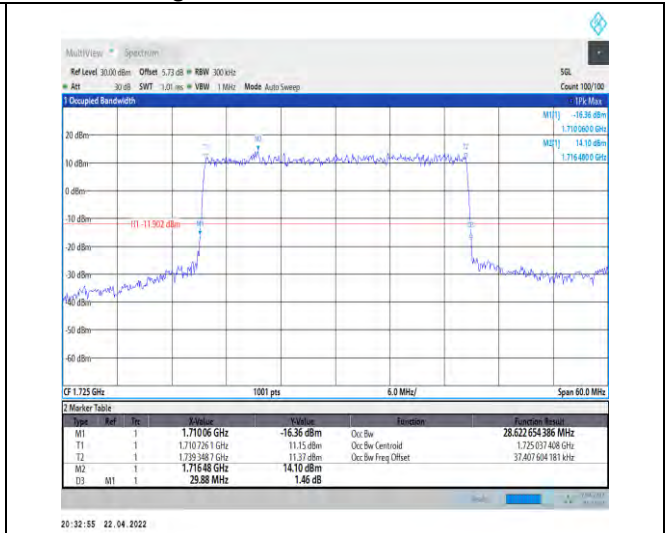 MultiView Spectrum
Ref Level 30.00 dBm Offset 5.73 dB RBW 300 kHz SGL
Att 30 dB SWT 1.01 ms VBW 1 MHz Mode Auto Sweep Count 100/100
1 Occupied Bandwidth 1Pk Max
M1[1] -16.36 dBm
1.710 060 0 GHz
M2[1] 14.10 dBm
1.716 480 0 GHz
20 dBm
10 dBm
0 dBm
-10 dBm
H1 -11.902 dBm
-20 dBm
-30 dBm
-40 dBm
-50 dBm
-60 dBm
CF 1.725 GHz 1001 pts 6.0 MHz/ Span 60.0 MHz
2 Marker Table
Type Ref Trc X-Value Y-Value Function Function Result
M1 1 1.71006 GHz -16.36 dBm Occ Bw 28.622 654 386 MHz
T1 1 1.710 726 1 GHz 11.15 dBm Occ Bw Centroid 1.725 037 408 GHz
T2 1 1.739 348 7 GHz 11.37 dBm Occ Bw Freq Offset 37.407 604 181 kHz
M2 1 1.71648 GHz 14.10 dBm
D3 M1 1 29.88 MHz 1.46 dB
20:32:55 22.04.2022